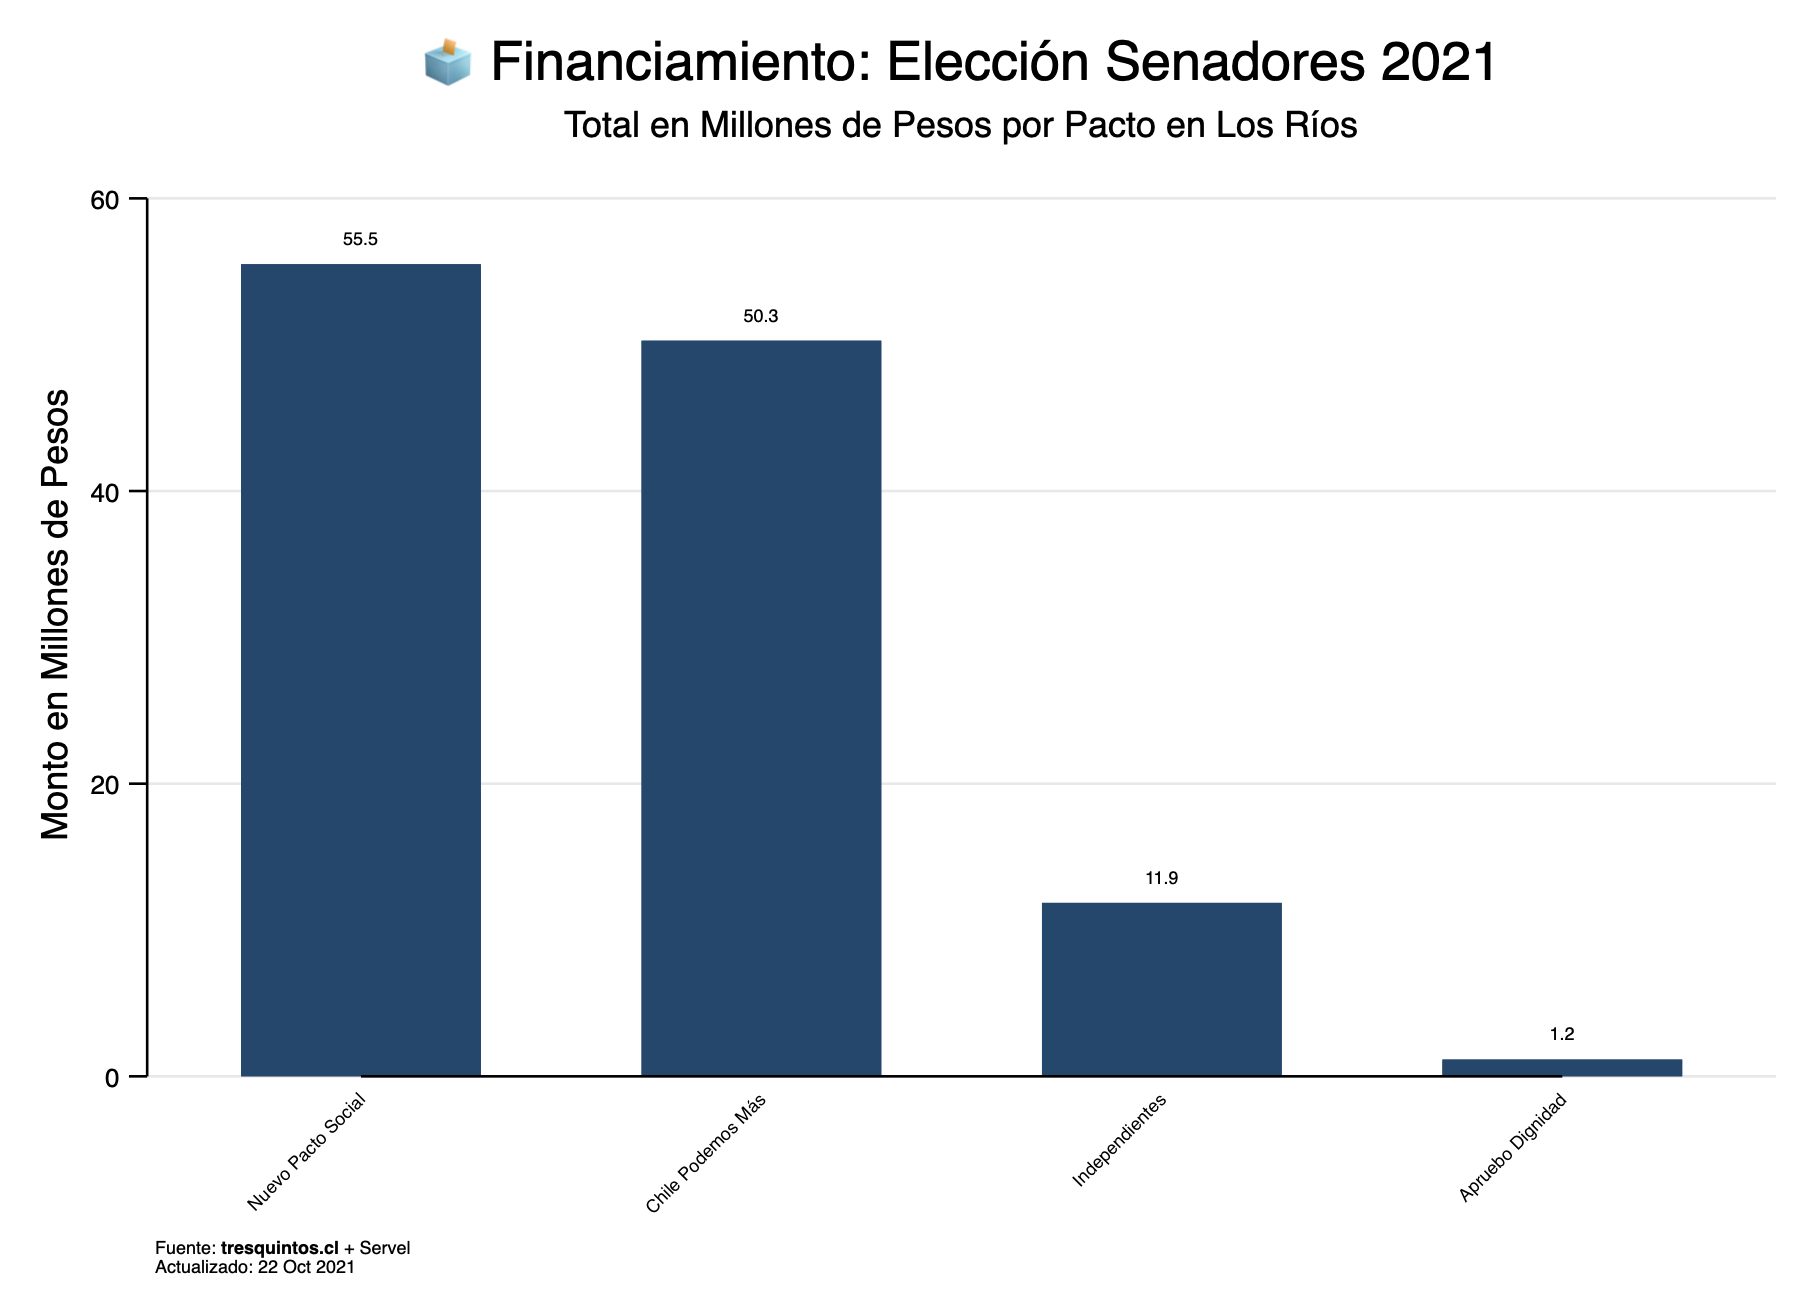 Financiamiento: Elección Senadores 2021
Total en Millones de Pesos por Pacto en Los Ríos
Monto en Millones de Pesos
60
40
20
0
55.5
50.3
11.9
1.2
Nuevo Pacto Social
Chile Podemos Más
Independientes
Apruebo Dignidad
Fuente: tresquintos.cl + Servel
Actualizado: 22 Oct 2021